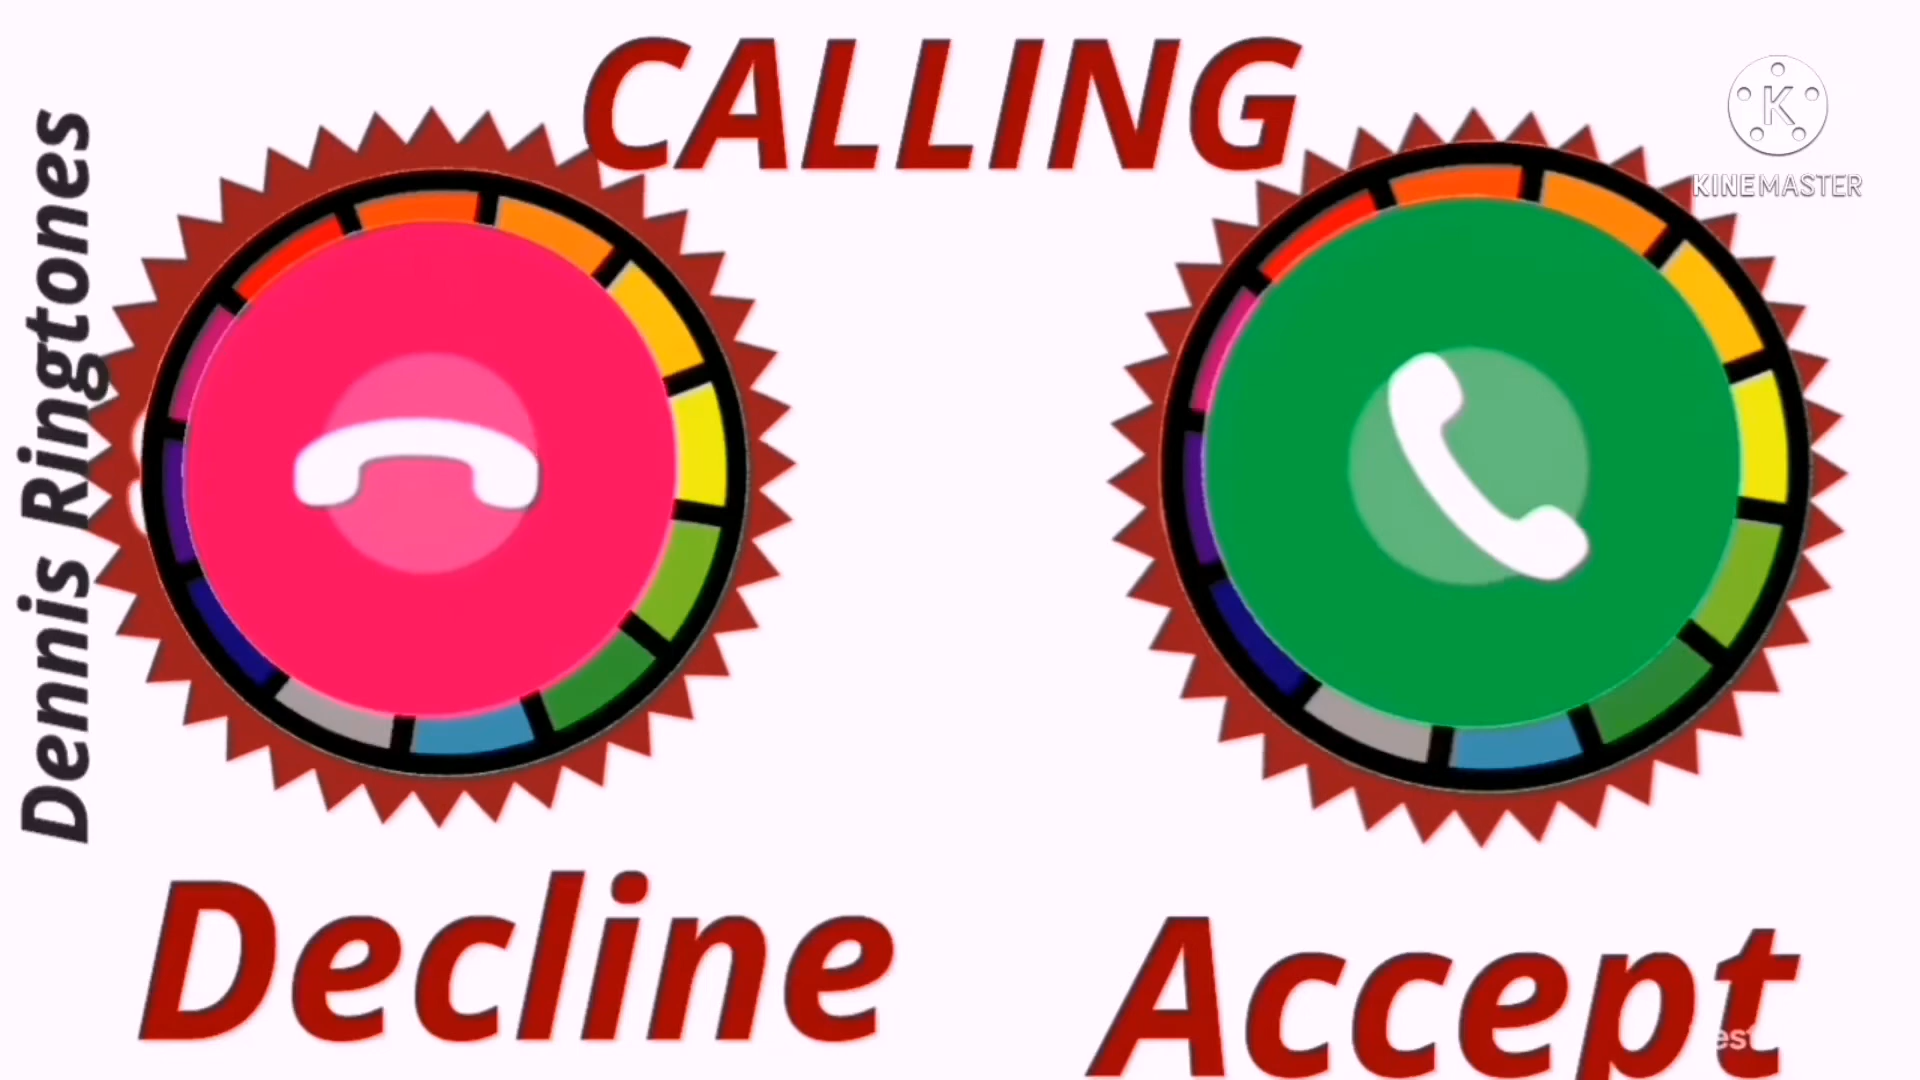 CALLING
KINEMASTER
Dennis Ringtones
Decline
Accept